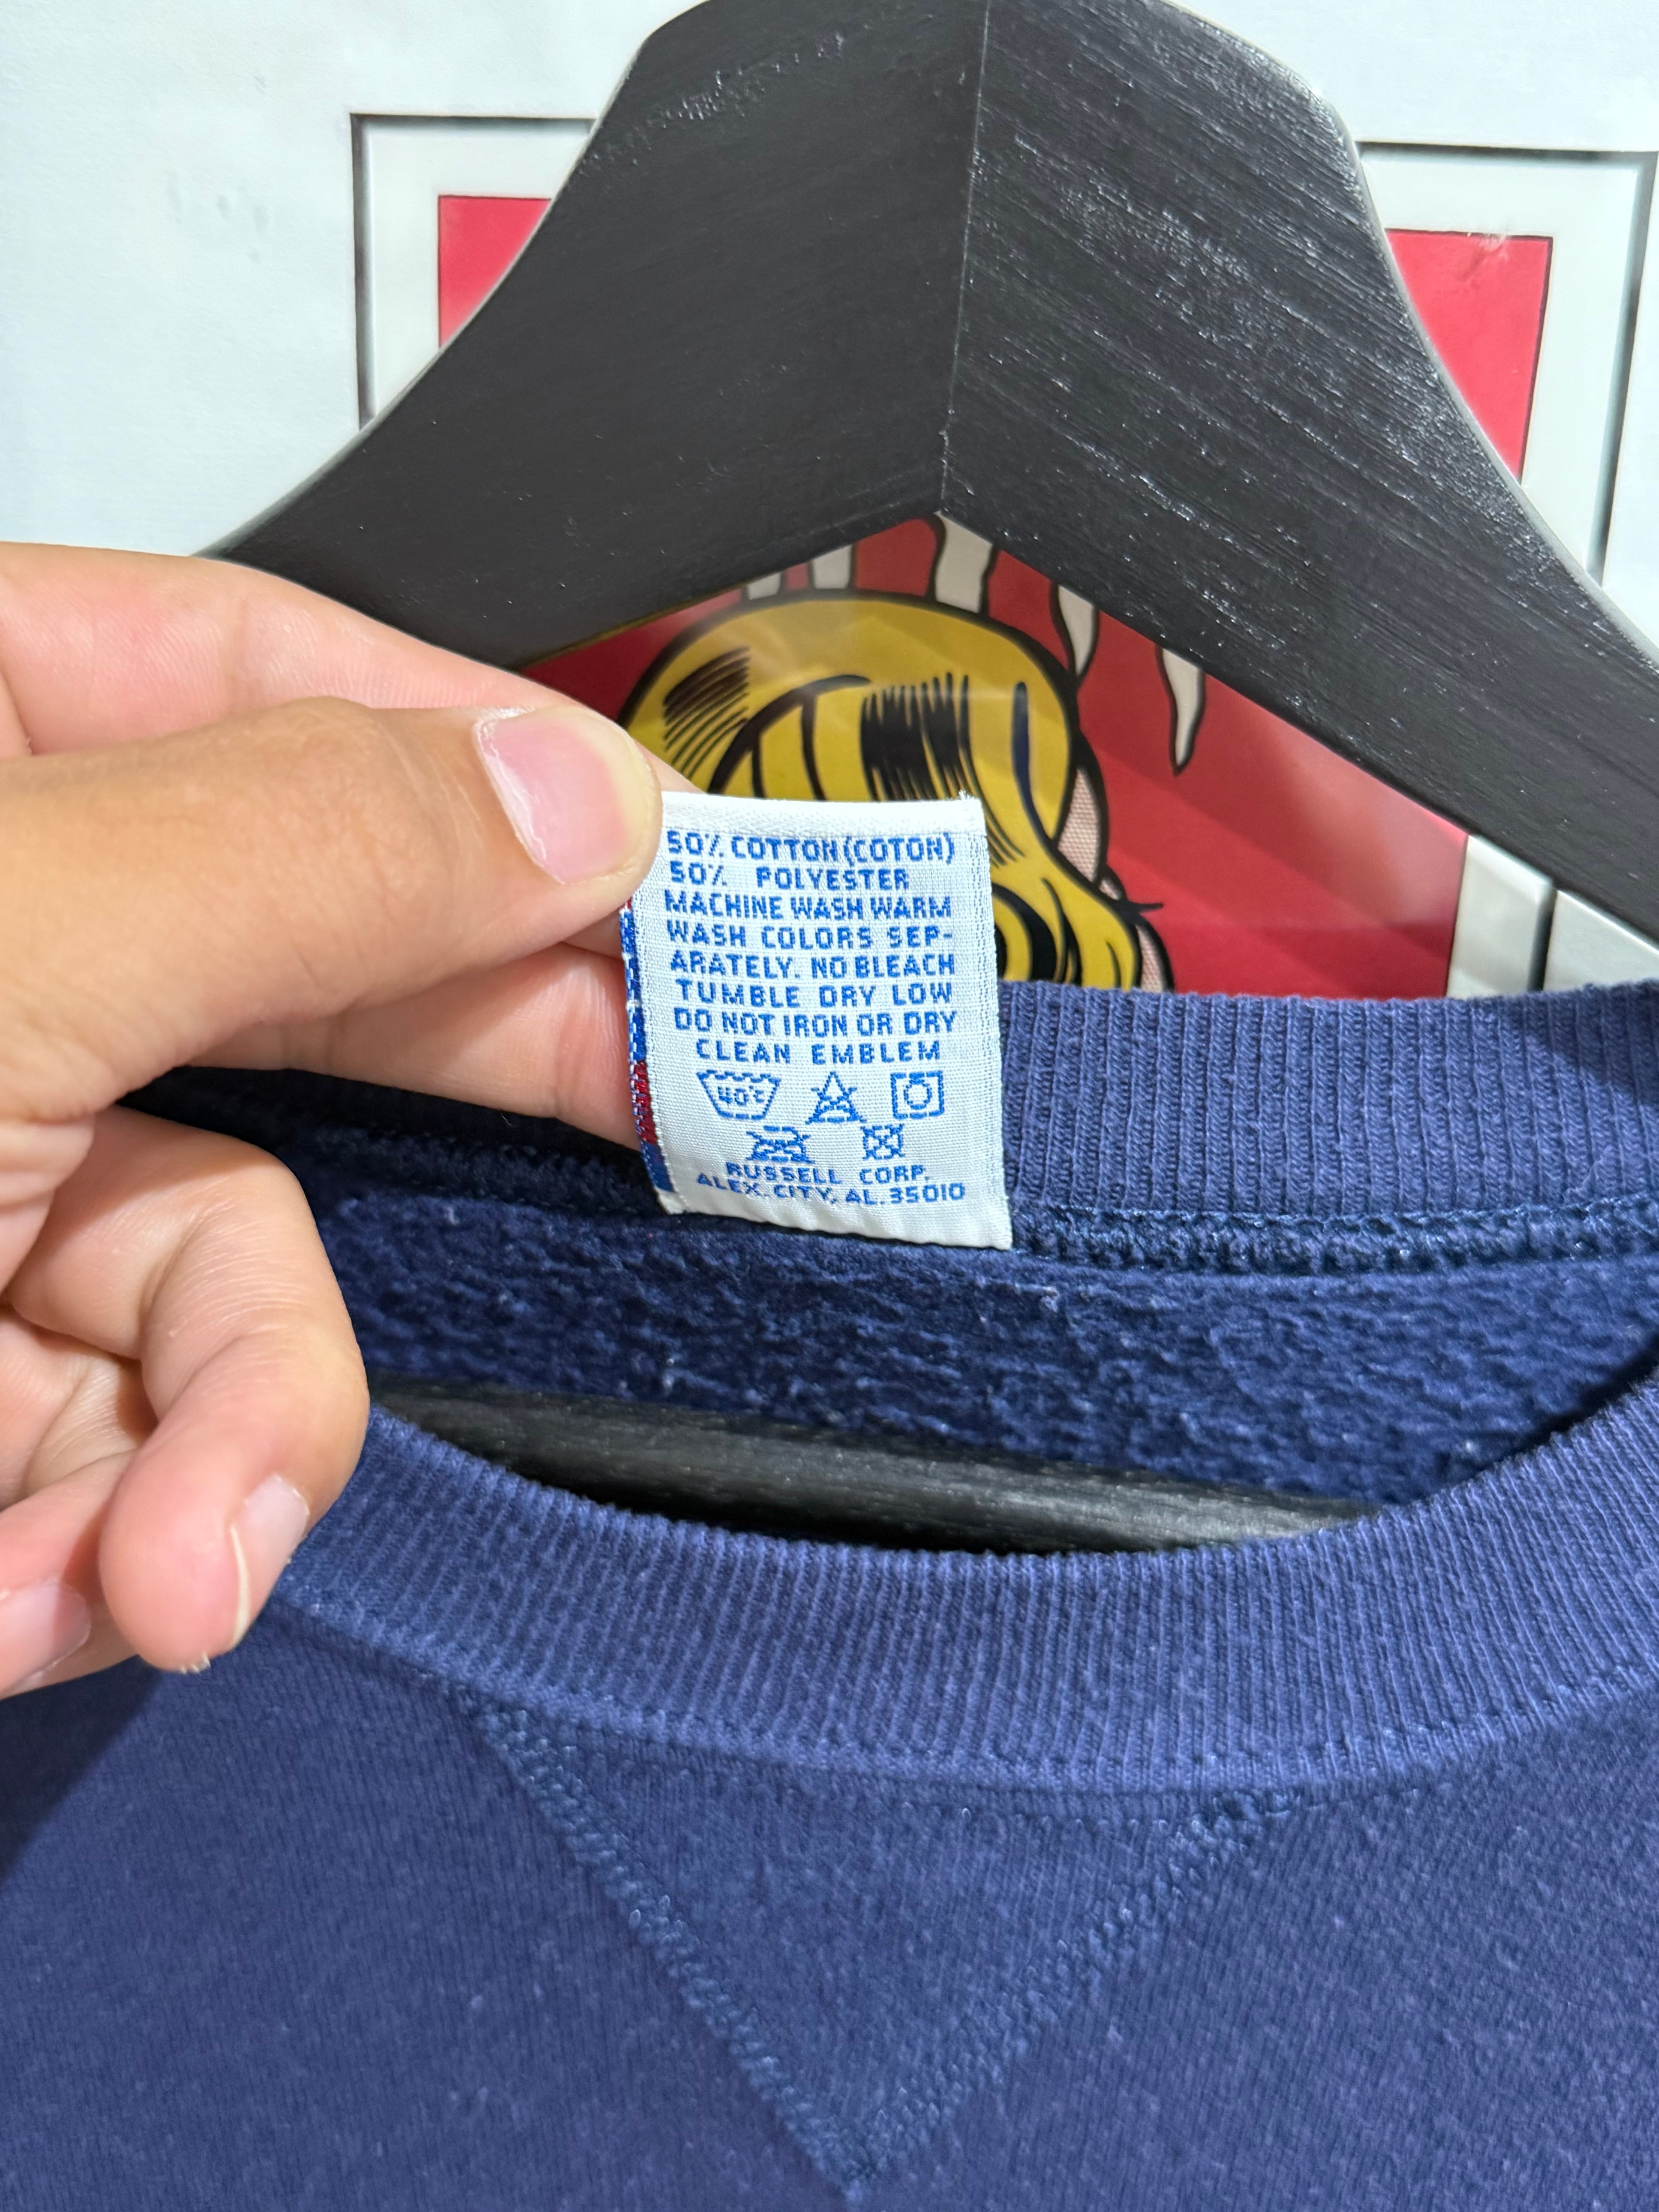 50% COTTON(COTON)
50% POLYESTER
MACHINE WASH WARM
WASH COLORS SEP-
ARATELY. NO BLEACH
TUMBLE DRY LOW
DO NOT IRON OR DRY
CLEAN EMBLEM
40°C
RUSSELL CORP.
ALEX. CITY, AL. 35010